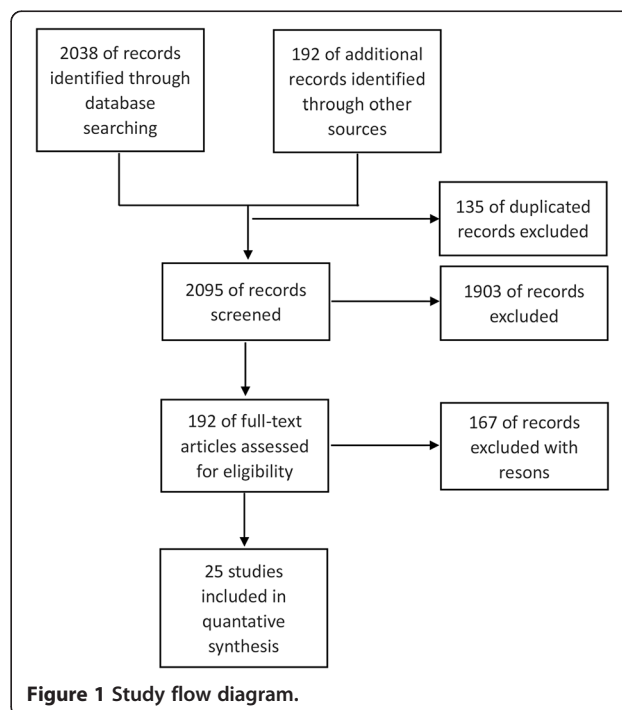 2038 of records
identified through
database
searching
192 of additional
records identified
through other
sources
135 of duplicated
records excluded
2095 of records
screened
1903 of records
excluded
192 of full-text
articles assessed
for eligibility
167 of records
excluded with
resons
25 studies
included in
quantative
synthesis
Figure 1 Study flow diagram.